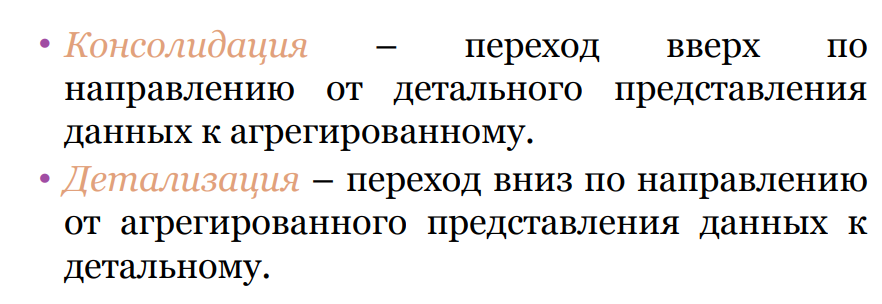 • Консолидация – переход вверх по
направлению от детального представления
данных к агрегированному.
• Детализация – переход вниз по направлению
от агрегированного представления данных к
детальному.